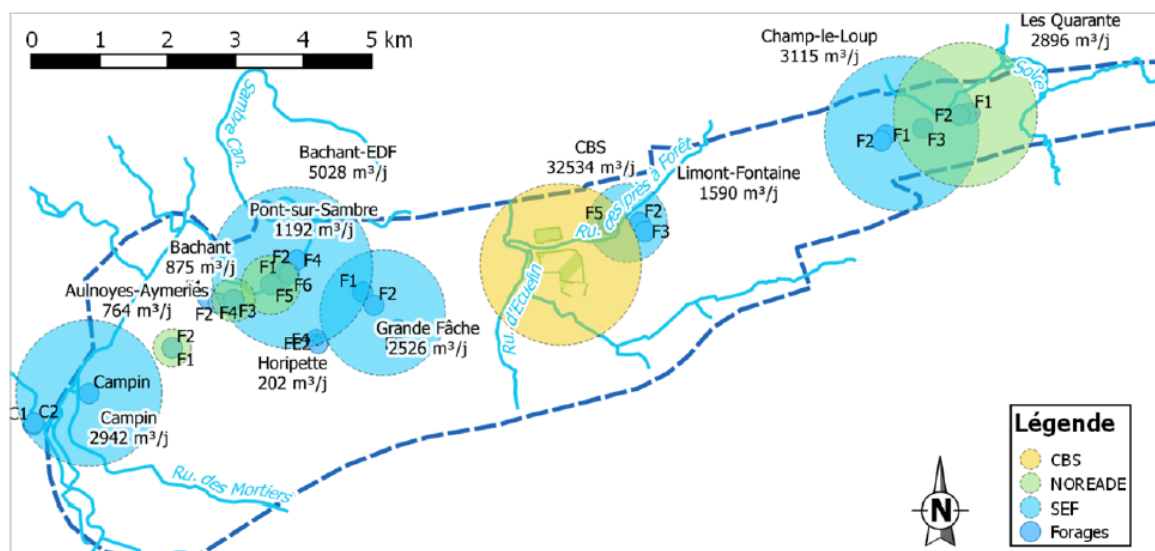 0 1 2 3 4 5 km
Les Quarante
2896 m³/j
Champ-le-Loup
3115 m³/j
Solre
F2
F1
F2
F1
F3
Sambre Can.
Bachant-EDF
5028 m³/j
CBS
32534 m³/j
Ru. des près à Forêt
Limont-Fontaine
1590 m³/j
F5
F2
F3
Pont-sur-Sambre
1192 m³/j
Bachant
875 m³/j
F2
F4
F1
F6
F5
Aulnoyes-Aymeries
764 m³/j
F2
F4
F3
F1
F2
Grande Fâche
2526 m³/j
Ru. d'Ecuelin
F2
F1
Horipette
202 m³/j
Campin
C1
C2
Campin
2942 m³/j
Ru. des Mortiers
N
Légende
CBS
NOREADE
SEF
Forages